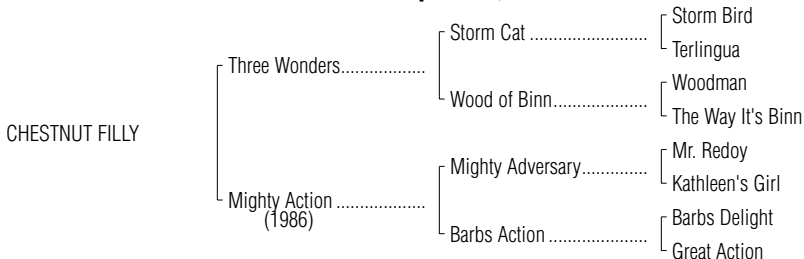 Storm Bird
Storm Cat ..........................
Terlingua
Three Wonders...................
Woodman
Wood of Binn.....................
The Way It's Binn
CHESTNUT FILLY
Mr. Redoy
Mighty Adversary...............
Kathleen's Girl
Mighty Action ....................
(1986)
Barbs Delight
Barbs Action ......................
Great Action